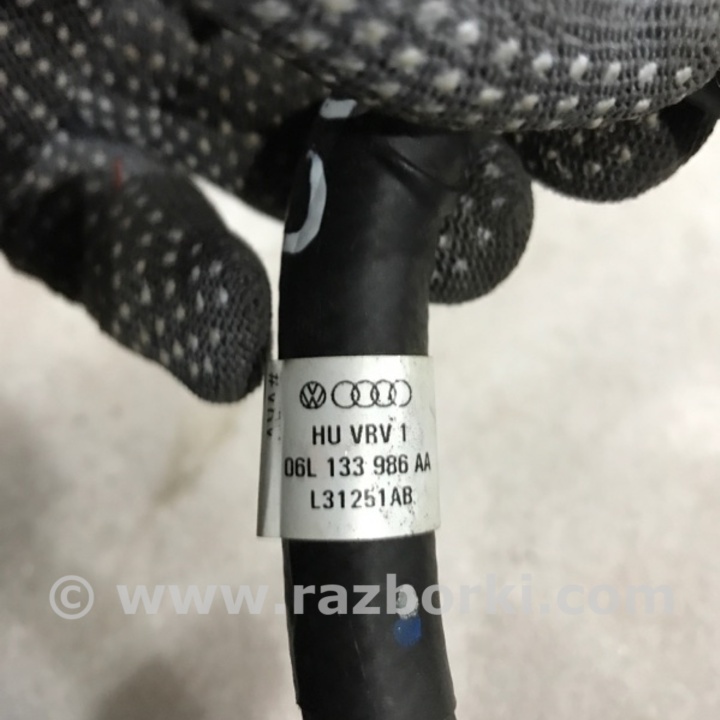 HU VRV 1
06L 133 986 AA
L31251AB
© www.razborki.com